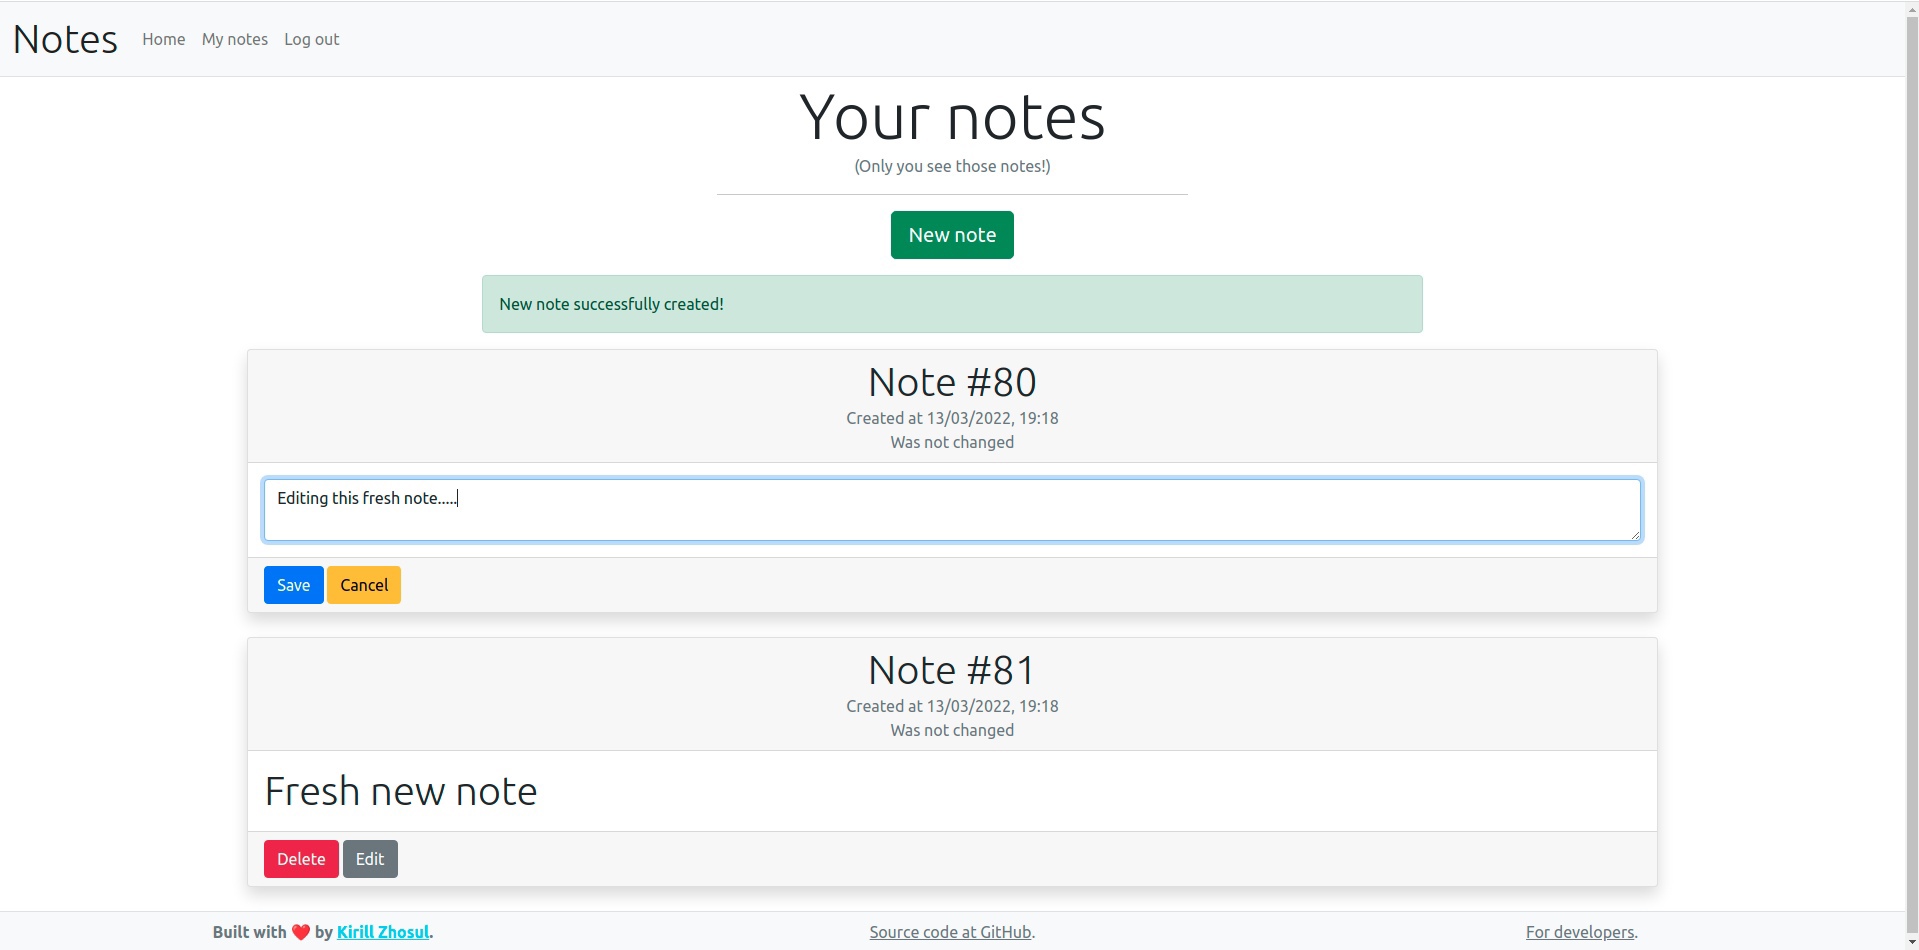 Notes Home My notes Log out
Your notes
(Only you see those notes!)
New note
New note successfully created!
Note #80
Created at 13/03/2022, 19:18
Was not changed
Editing this fresh note.....
Save Cancel
Note #81
Created at 13/03/2022, 19:18
Was not changed
Fresh new note
Delete Edit
Built with ❤️ by Kirill Zhosul. Source code at GitHub. For developers.